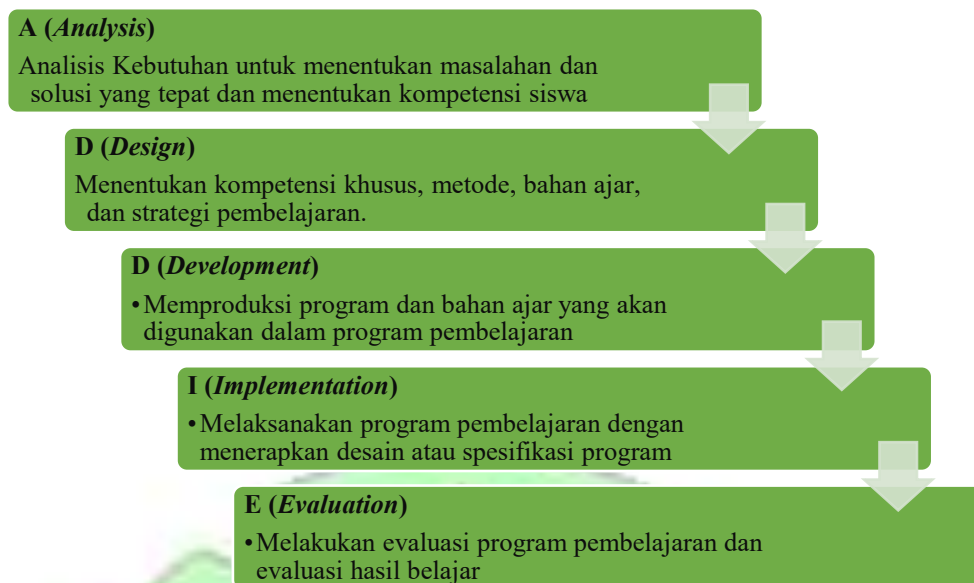 A (Analysis)
Analisis Kebutuhan untuk menentukan masalahan dan
solusi yang tepat dan menentukan kompetensi siswa
D (Design)
Menentukan kompetensi khusus, metode, bahan ajar,
dan strategi pembelajaran.
D (Development)
•Memproduksi program dan bahan ajar yang akan
digunakan dalam program pembelajaran
I (Implementation)
•Melaksanakan program pembelajaran dengan
menerapkan desain atau spesifikasi program
E (Evaluation)
•Melakukan evaluasi program pembelajaran dan
evaluasi hasil belajar